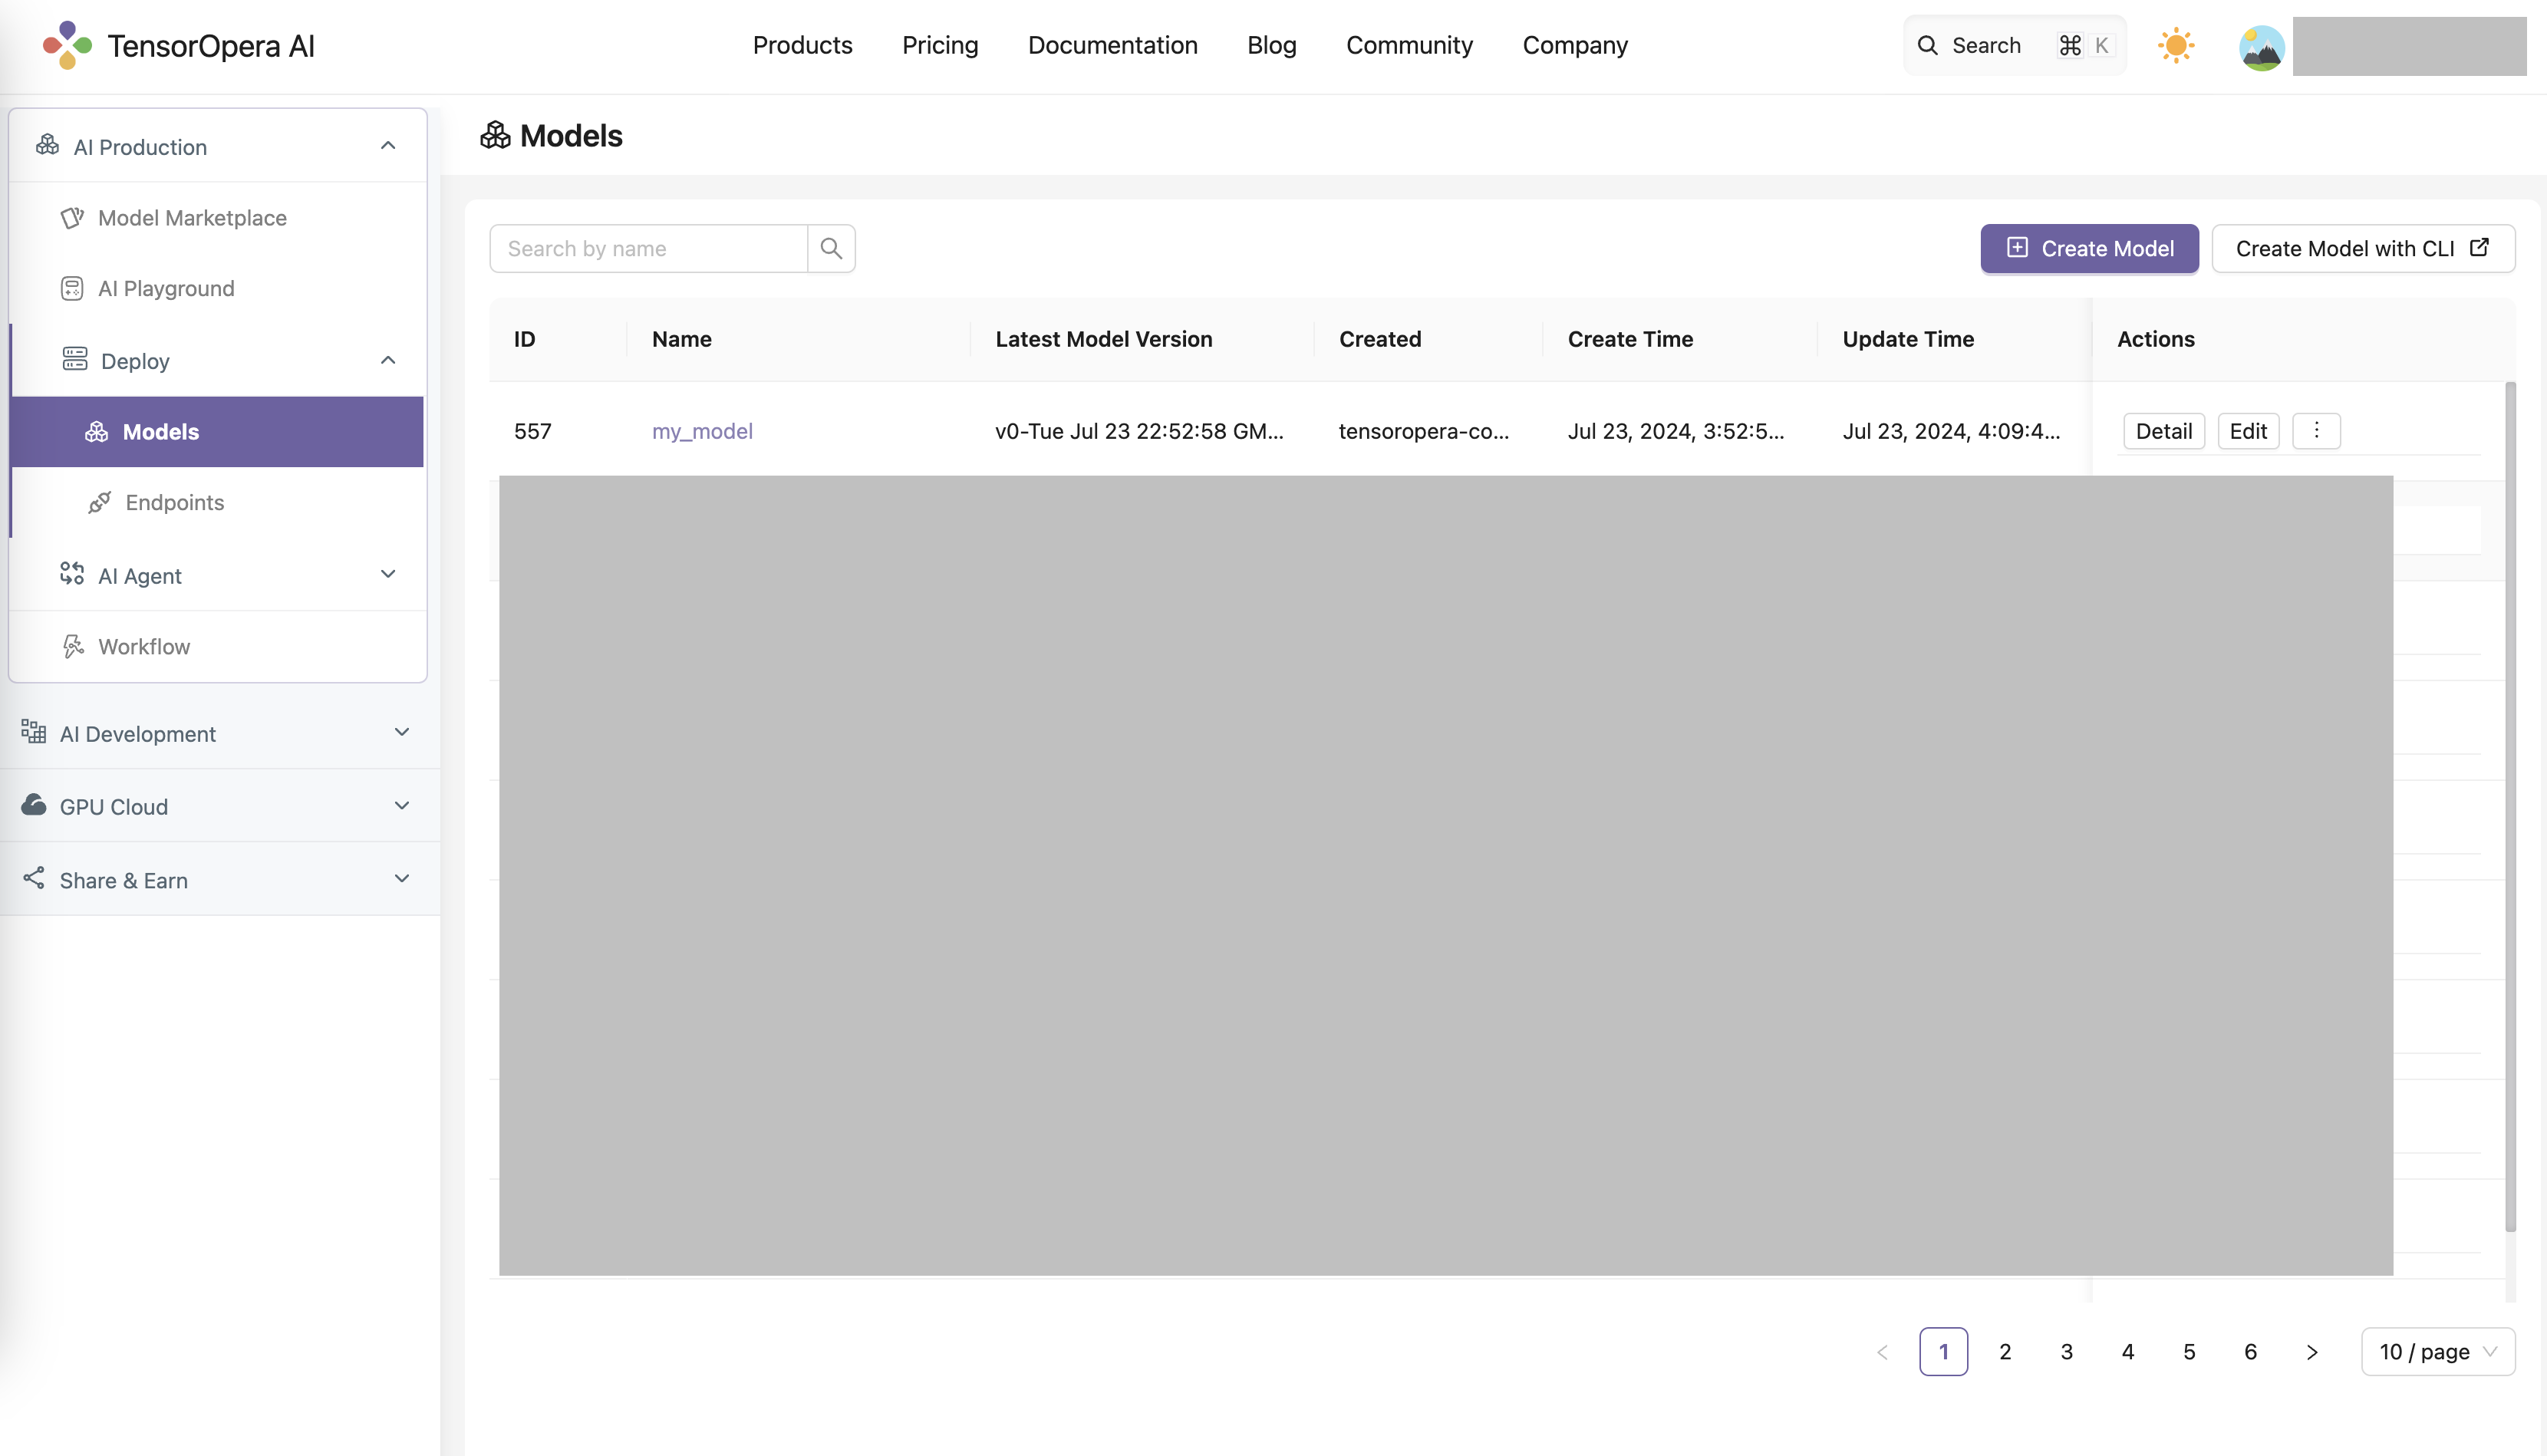 TensorOpera AI
Products Pricing Documentation Blog Community Company
Search ⌘ K
AI Production
Model Marketplace
AI Playground
Deploy
Models
Endpoints
AI Agent
Workflow
AI Development
GPU Cloud
Share & Earn
Models
Search by name
Create Model
Create Model with CLI
ID Name Latest Model Version Created Create Time Update Time Actions
557 my_model v0-Tue Jul 23 22:52:58 GM... tensoropera-co... Jul 23, 2024, 3:52:5... Jul 23, 2024, 4:09:4... Detail Edit
< 1 2 3 4 5 6 > 10 / page